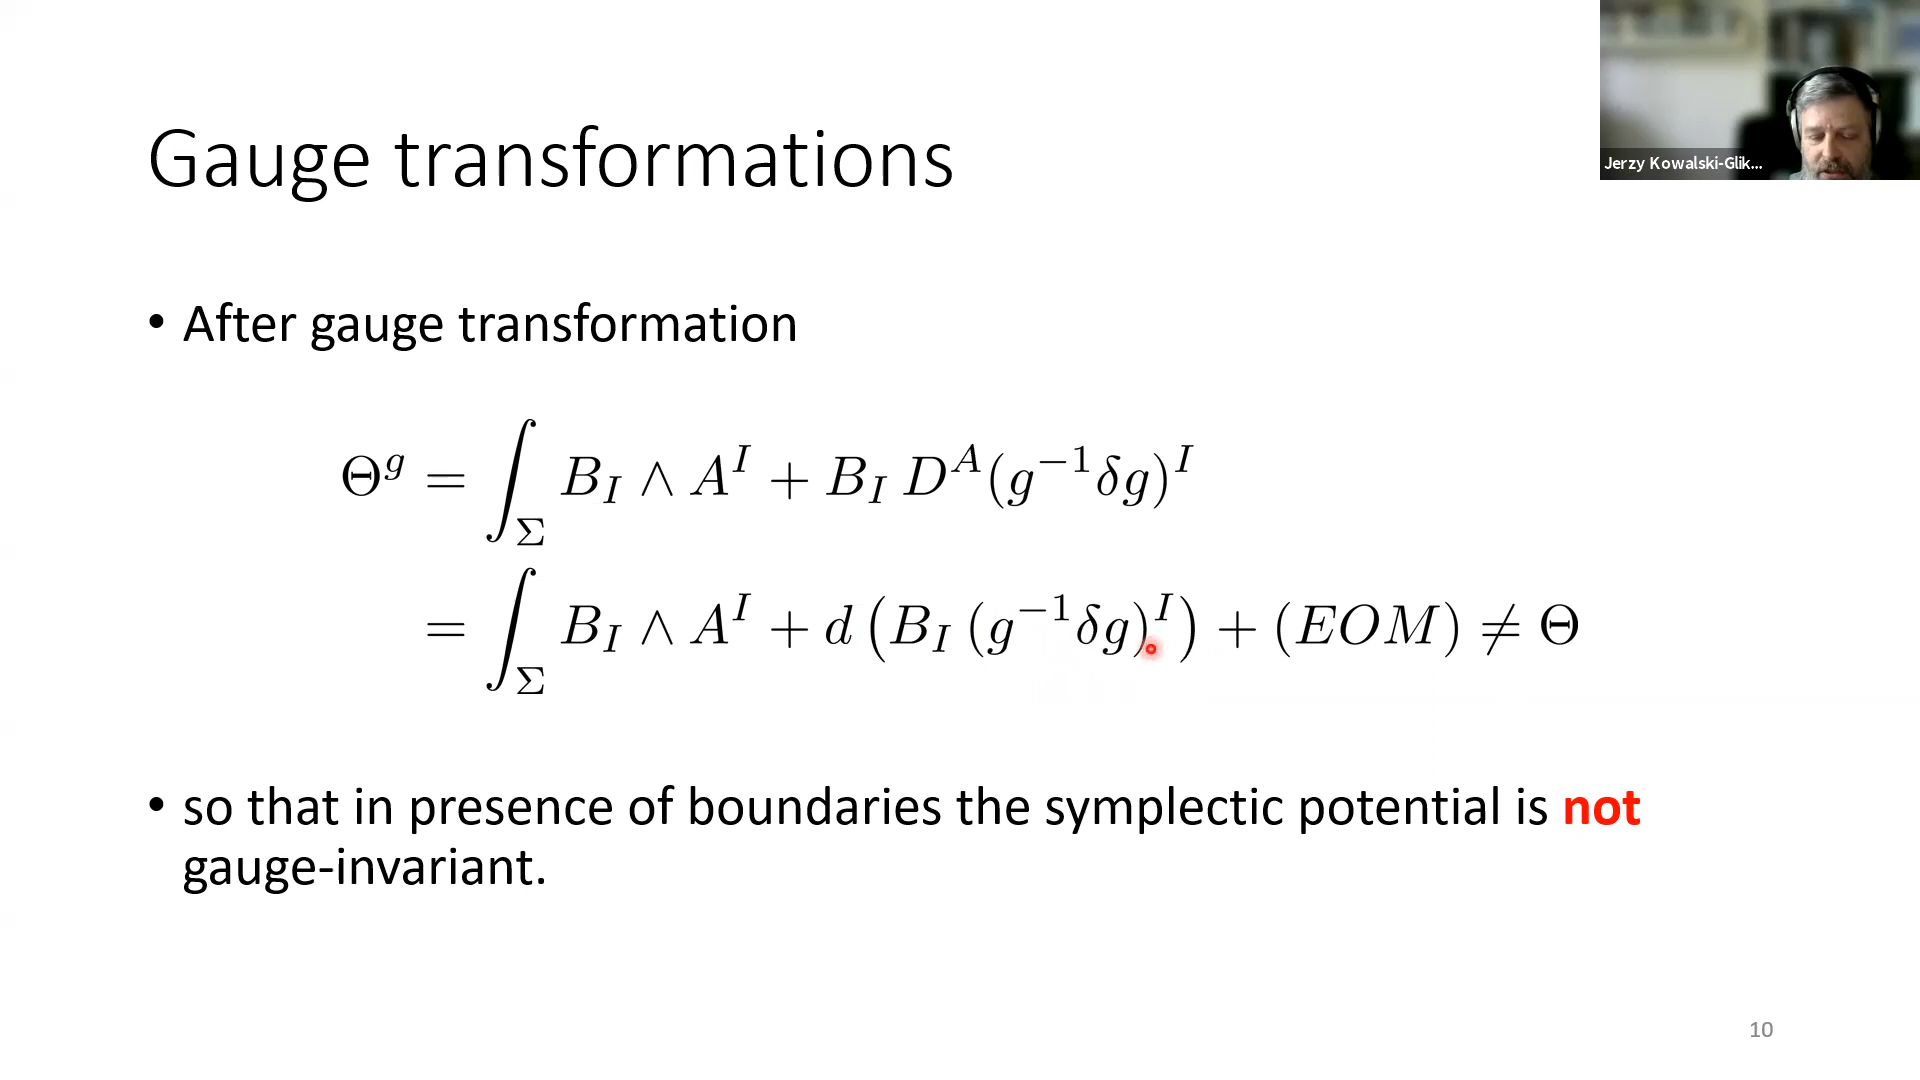 Gauge transformations
Jerzy Kowalski-Glik...
• After gauge transformation
Θ^g = ∫_Σ B_I ∧ A^I + B_I D^A(g^{−1}δg)^I
= ∫_Σ B_I ∧ A^I + d (B_I (g^{−1}δg)^I) + (EOM) ≠ Θ
• so that in presence of boundaries the symplectic potential is not
gauge-invariant.
10